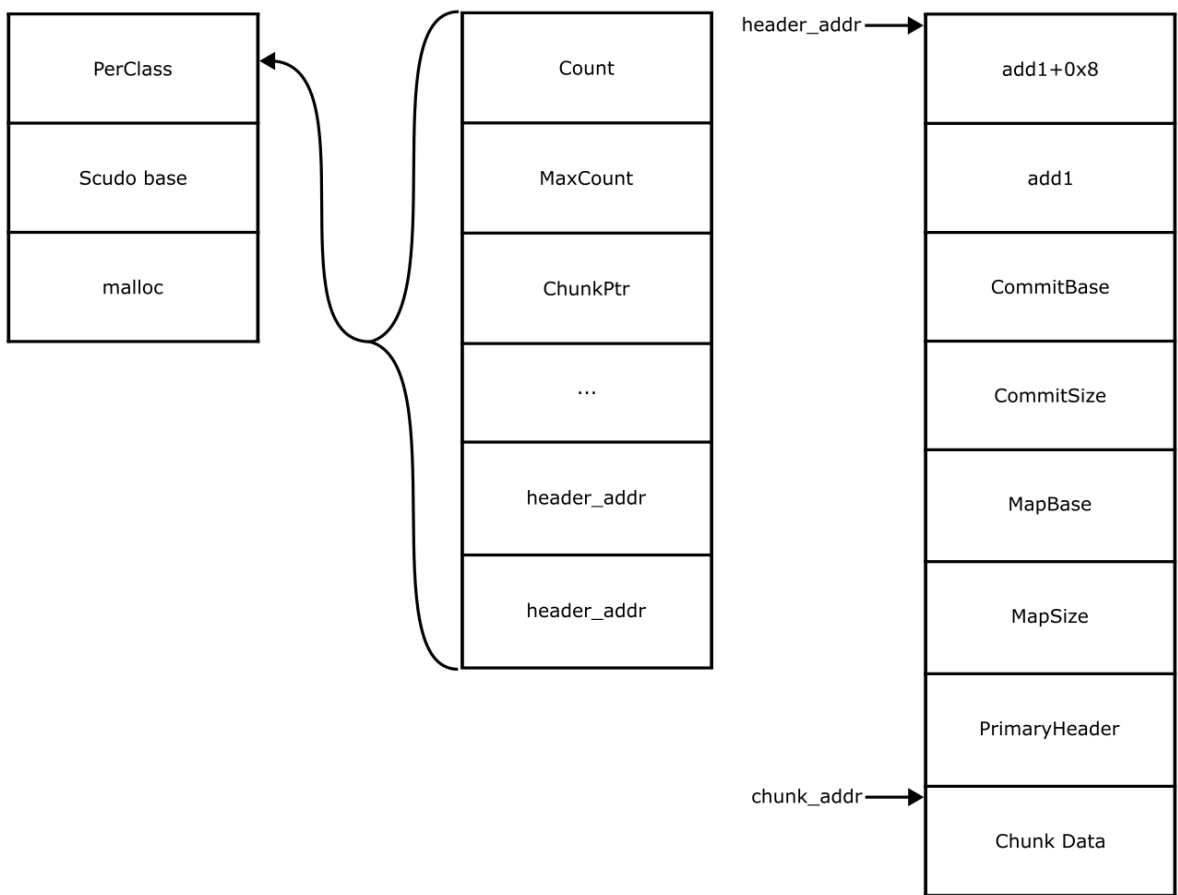 PerClass
Scudo base
malloc
Count
MaxCount
ChunkPtr
...
header_addr
header_addr
header_addr
add1+0x8
add1
CommitBase
CommitSize
MapBase
MapSize
PrimaryHeader
chunk_addr
Chunk Data